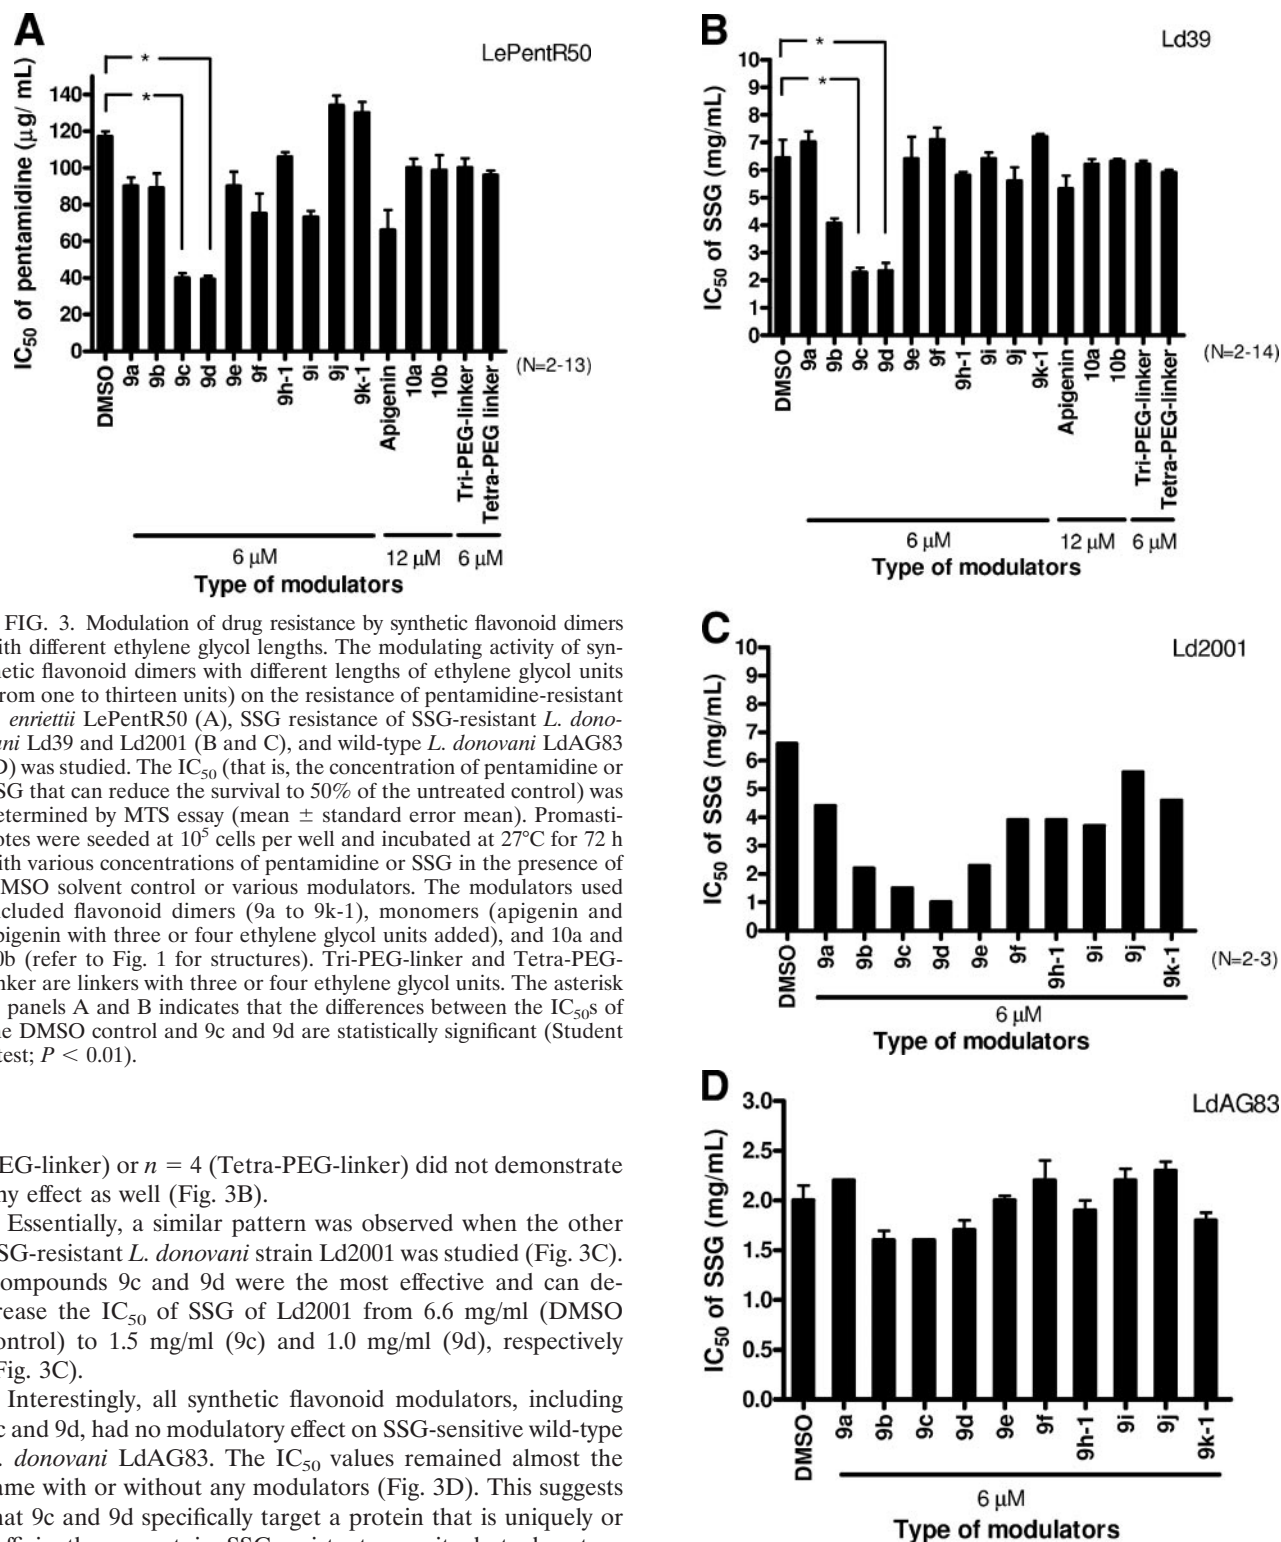 A
LePentR50
IC50 of pentamidine (µg/ mL)
140
120
100
80
60
40
20
0
* *
DMSO 9a 9b 9c 9d 9e 9f 9h-1 9i 9j 9k-1 Apigenin 10a 10b Tri-PEG-linker Tetra-PEG linker
(N=2-13)
6 µM 12 µM 6 µM
Type of modulators
B
Ld39
IC50 of SSG (mg/mL)
10
9
8
7
6
5
4
3
2
1
0
* *
DMSO 9a 9b 9c 9d 9e 9f 9h-1 9i 9j 9k-1 Apigenin 10a 10b Tri-PEG-linker Tetra-PEG-linker
(N=2-14)
6 µM 12 µM 6 µM
Type of modulators
FIG. 3. Modulation of drug resistance by synthetic flavonoid dimers
ith different ethylene glycol lengths. The modulating activity of syn-
etic flavonoid dimers with different lengths of ethylene glycol units
rom one to thirteen units) on the resistance of pentamidine-resistant
enriettii LePentR50 (A), SSG resistance of SSG-resistant L. dono-
ani Ld39 and Ld2001 (B and C), and wild-type L. donovani LdAG83
D) was studied. The IC50 (that is, the concentration of pentamidine or
SG that can reduce the survival to 50% of the untreated control) was
etermined by MTS essay (mean ± standard error mean). Promasti-
otes were seeded at 10⁵ cells per well and incubated at 27°C for 72 h
ith various concentrations of pentamidine or SSG in the presence of
MSO solvent control or various modulators. The modulators used
cluded flavonoid dimers (9a to 9k-1), monomers (apigenin and
pigenin with three or four ethylene glycol units added), and 10a and
0b (refer to Fig. 1 for structures). Tri-PEG-linker and Tetra-PEG-
nker are linkers with three or four ethylene glycol units. The asterisk
panels A and B indicates that the differences between the IC50s of
e DMSO control and 9c and 9d are statistically significant (Student
test; P < 0.01).
C
Ld2001
IC50 of SSG (mg/mL)
10
9
8
7
6
5
4
3
2
1
0
DMSO 9a 9b 9c 9d 9e 9f 9h-1 9i 9j 9k-1
(N=2-3)
6 µM
Type of modulators
EG-linker) or n = 4 (Tetra-PEG-linker) did not demonstrate
ny effect as well (Fig. 3B).
Essentially, a similar pattern was observed when the other
SG-resistant L. donovani strain Ld2001 was studied (Fig. 3C).
ompounds 9c and 9d were the most effective and can de-
rease the IC50 of SSG of Ld2001 from 6.6 mg/ml (DMSO
ontrol) to 1.5 mg/ml (9c) and 1.0 mg/ml (9d), respectively
Fig. 3C).
Interestingly, all synthetic flavonoid modulators, including
c and 9d, had no modulatory effect on SSG-sensitive wild-type
. donovani LdAG83. The IC50 values remained almost the
ame with or without any modulators (Fig. 3D). This suggests
hat 9c and 9d specifically target a protein that is uniquely or
D
LdAG83
IC50 of SSG (mg/mL)
3.0
2.5
2.0
1.5
1.0
0.5
0.0
DMSO 9a 9b 9c 9d 9e 9f 9h-1 9i 9j 9k-1
6 µM
Type of modulators